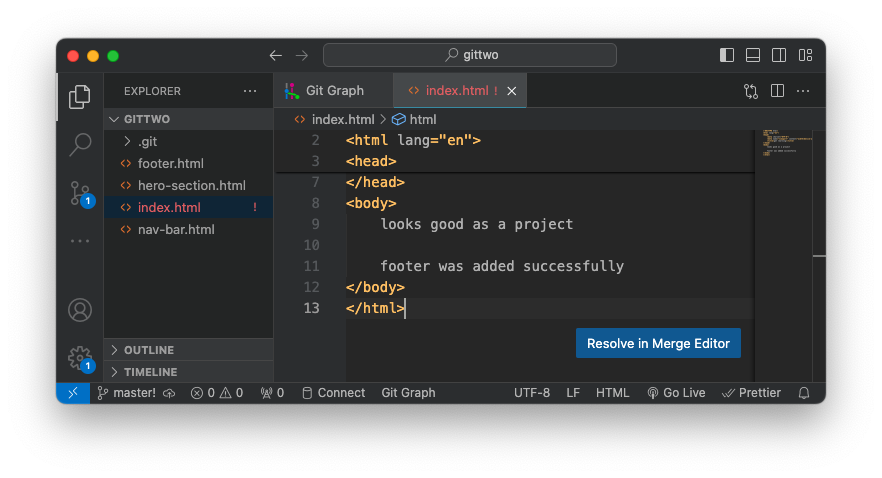 gittwo
EXPLORER ···
Git Graph
index.html !
GITTWO
.git
footer.html
hero-section.html
index.html !
nav-bar.html
index.html > html
2 <html lang="en">
3 <head>
7 </head>
8 <body>
9 looks good as a project
10
11 footer was added successfully
12 </body>
13 </html>
1
1
Resolve in Merge Editor
OUTLINE
TIMELINE
master! 0 0 0 Connect Git Graph UTF-8 LF HTML Go Live Prettier